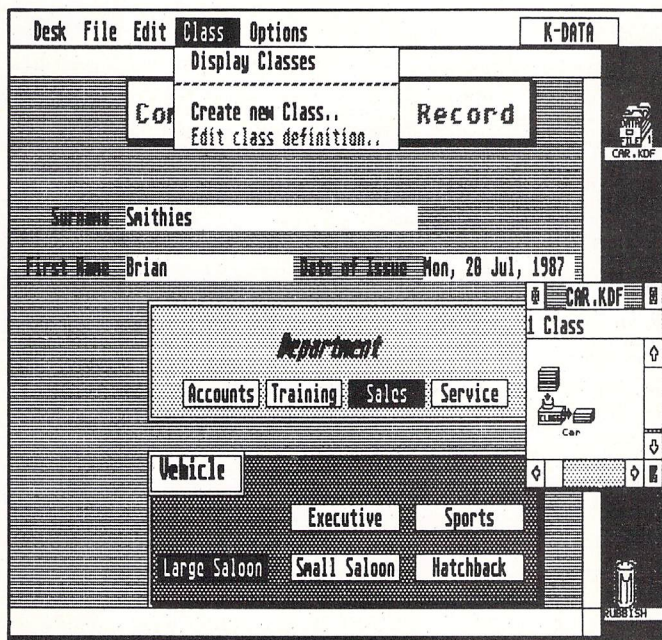 Desk File Edit Class Options K-DATA
Display Classes
Create new Class..
Edit class definition..
Record
CAR.KDF
Surname Smithies
First Name Brian Date of Issue Mon, 20 Jul, 1987
CAR.KDF
1 Class
Car
Department
Accounts Training Sales Service
Vehicle
Executive Sports
Large Saloon Small Saloon Hatchback
RUBBISH